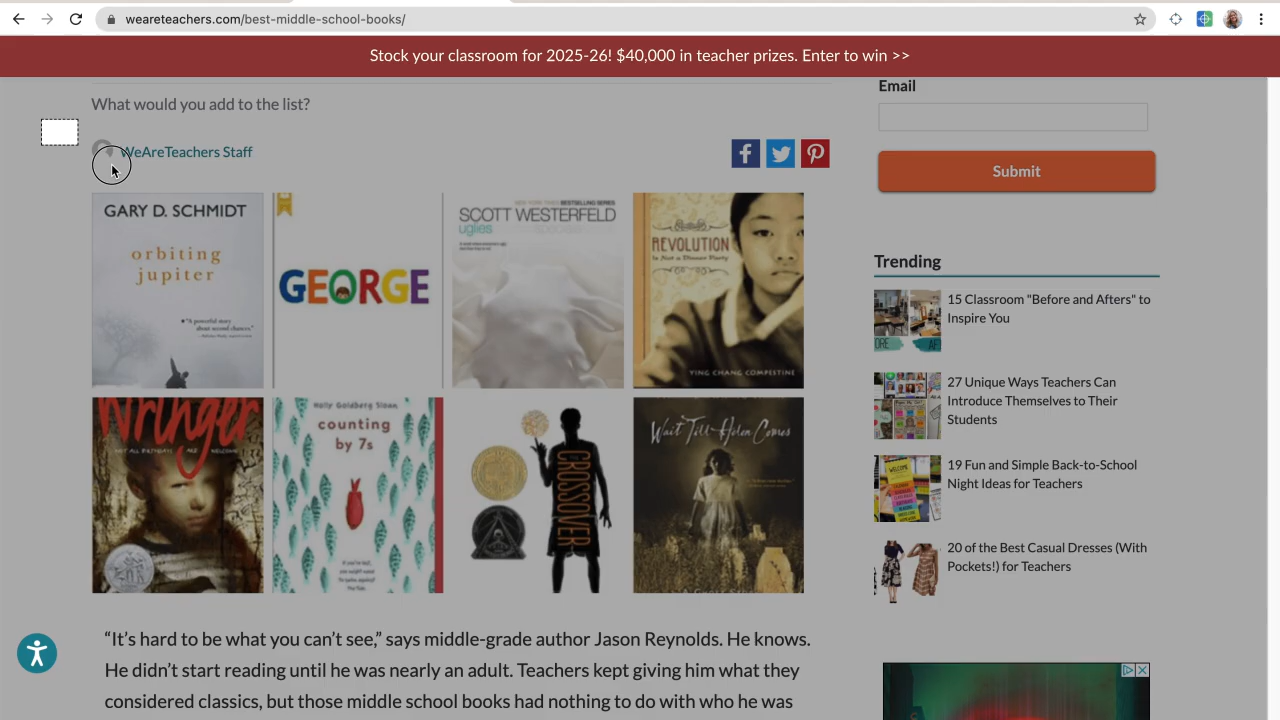 weareteachers.com/best-middle-school-books/
Stock your classroom for 2025-26! $40,000 in teacher prizes. Enter to win >>
What would you add to the list?
WeAreTeachers Staff
Email
Submit
GARY D. SCHMIDT
orbiting
jupiter
GEORGE
SCOTT WESTERFELD
uglies
REVOLUTION
Is Not a Dinner Party
YING CHANG COMPESTINE
Wringer
Holly Goldberg Sloan
counting
by 7s
CROSSOVER
Wait Till Helen Comes
Trending
15 Classroom "Before and Afters" to
Inspire You
27 Unique Ways Teachers Can
Introduce Themselves to Their
Students
19 Fun and Simple Back-to-School
Night Ideas for Teachers
20 of the Best Casual Dresses (With
Pockets!) for Teachers
“It’s hard to be what you can’t see,” says middle-grade author Jason Reynolds. He knows.
He didn’t start reading until he was nearly an adult. Teachers kept giving him what they
considered classics, but those middle school books had nothing to do with who he was